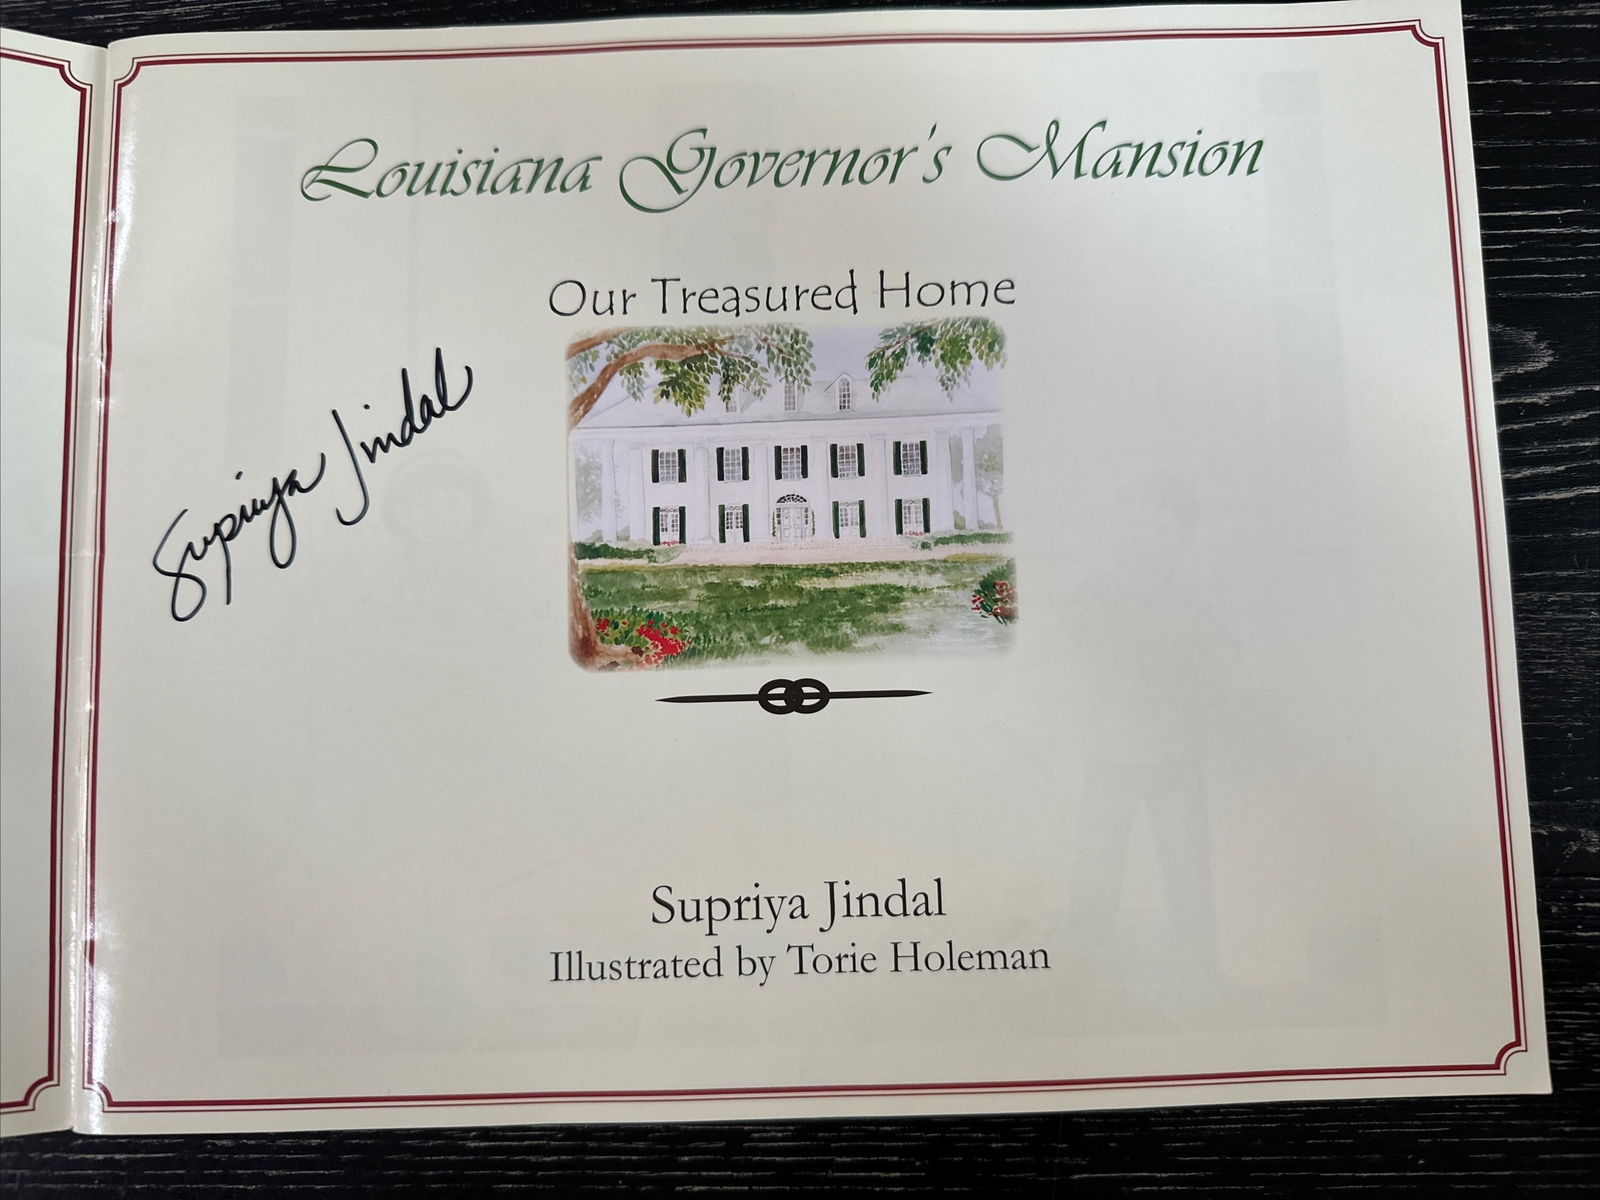 Louisiana Governor's Mansion
Our Treasured Home
Supriya Jindal
Supriya Jindal
Illustrated by Torie Holeman